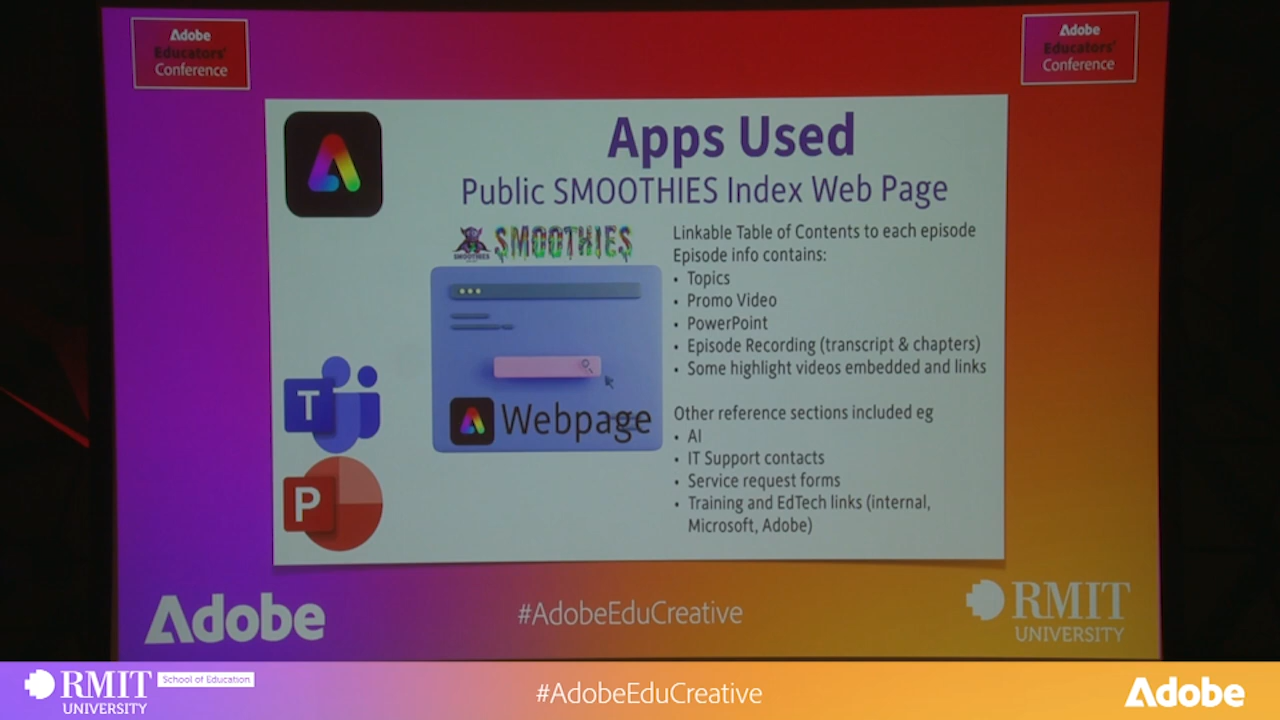 Adobe
Educators'
Conference
Adobe
Educators'
Conference
Apps Used
Public SMOOTHIES Index Web Page
SMOOTHIES
SMOOTHIES
Webpage
Linkable Table of Contents to each episode
Episode info contains:
• Topics
• Promo Video
• PowerPoint
• Episode Recording (transcript & chapters)
• Some highlight videos embedded and links
Other reference sections included eg
• AI
• IT Support contacts
• Service request forms
• Training and EdTech links (internal,
Microsoft, Adobe)
T
P
Adobe
#AdobeEduCreative
RMIT
UNIVERSITY
RMIT
UNIVERSITY
School of Education
#AdobeEduCreative
Adobe